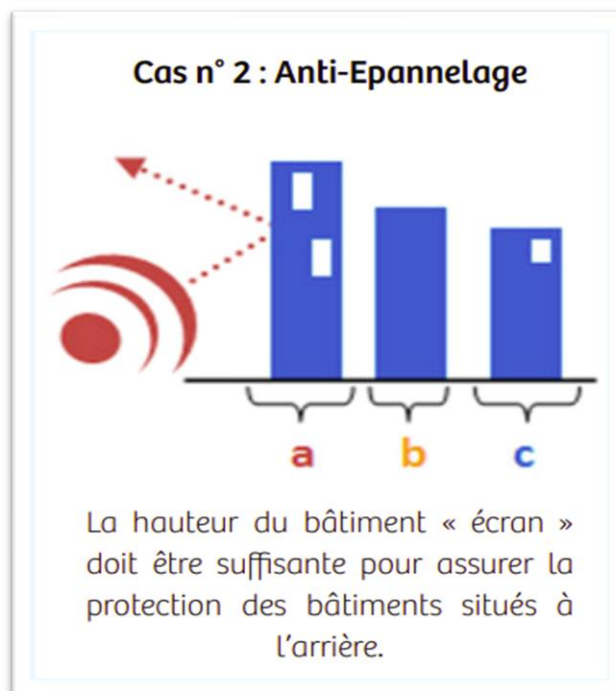 Cas n° 2 : Anti-Epannelage
a b c
La hauteur du bâtiment « écran »
doit être suffisante pour assurer la
protection des bâtiments situés à
l'arrière.